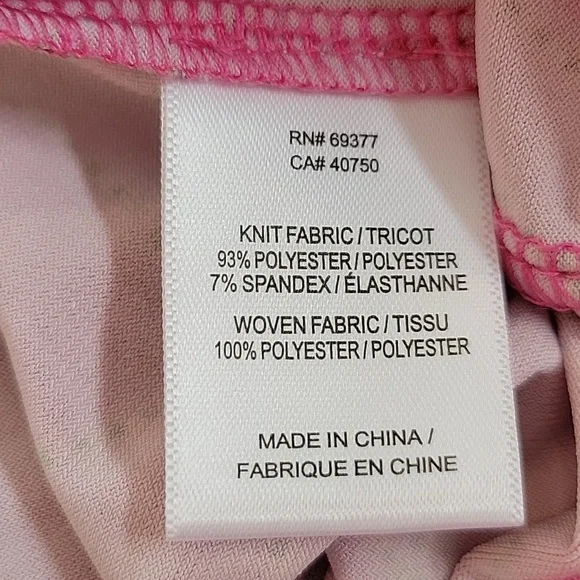 RN# 69377
CA# 40750
KNIT FABRIC / TRICOT
93% POLYESTER / POLYESTER
7% SPANDEX / ÉLASTHANNE
WOVEN FABRIC / TISSU
100% POLYESTER / POLYESTER
MADE IN CHINA /
FABRIQUE EN CHINE